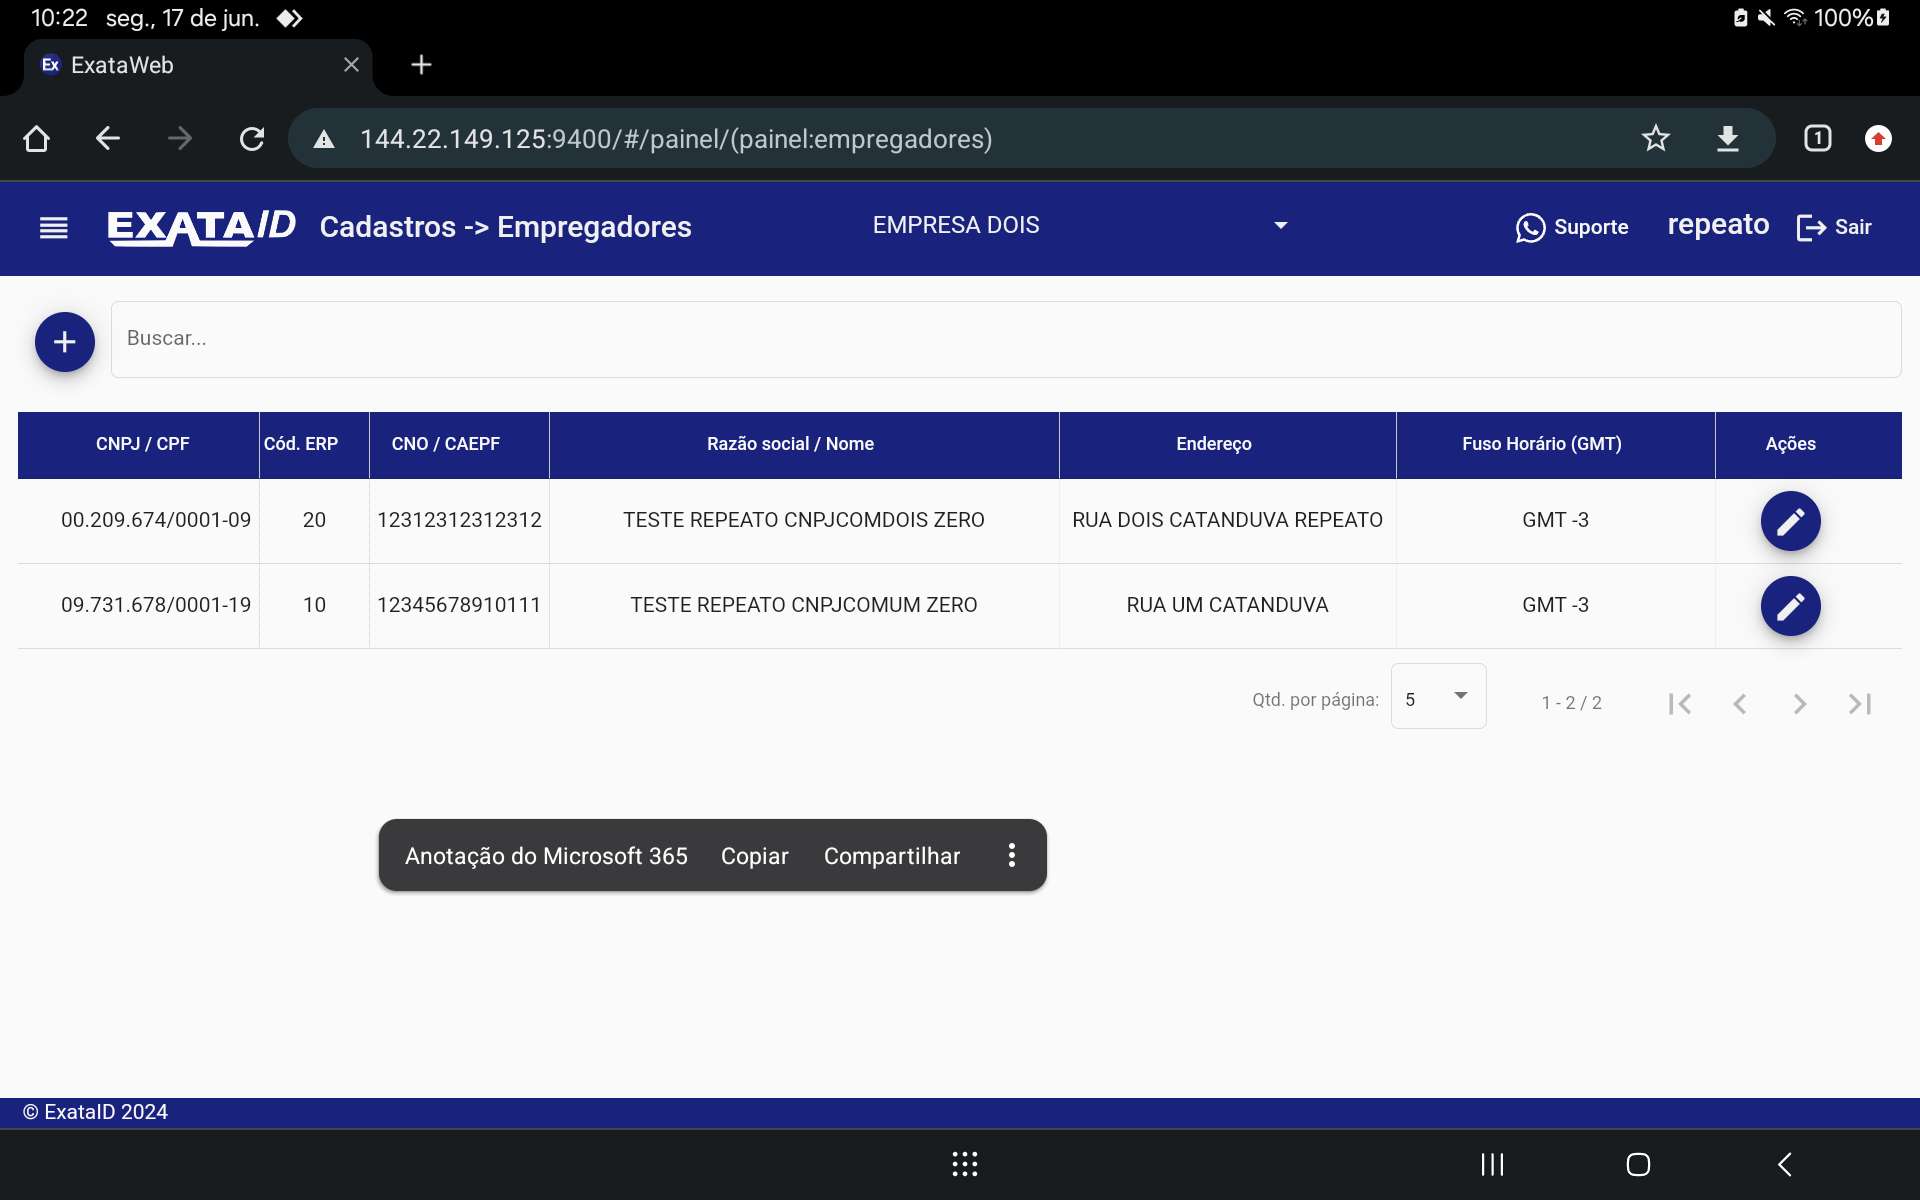 10:22 seg., 17 de jun. 100%
Ex ExataWeb
144.22.149.125:9400/#/painel/(painel:empregadores) 1
EXATAID Cadastros -> Empregadores EMPRESA DOIS Suporte repeato Sair
Buscar...
CNPJ / CPF Cód. ERP CNO / CAEPF Razão social / Nome Endereço Fuso Horário (GMT) Ações
00.209.674/0001-09 20 12312312312312 TESTE REPEATO CNPJCOMDOIS ZERO RUA DOIS CATANDUVA REPEATO GMT -3
09.731.678/0001-19 10 12345678910111 TESTE REPEATO CNPJCOMUM ZERO RUA UM CATANDUVA GMT -3
Qtd. por página: 5 1 - 2 / 2
Anotação do Microsoft 365 Copiar Compartilhar
© ExataID 2024